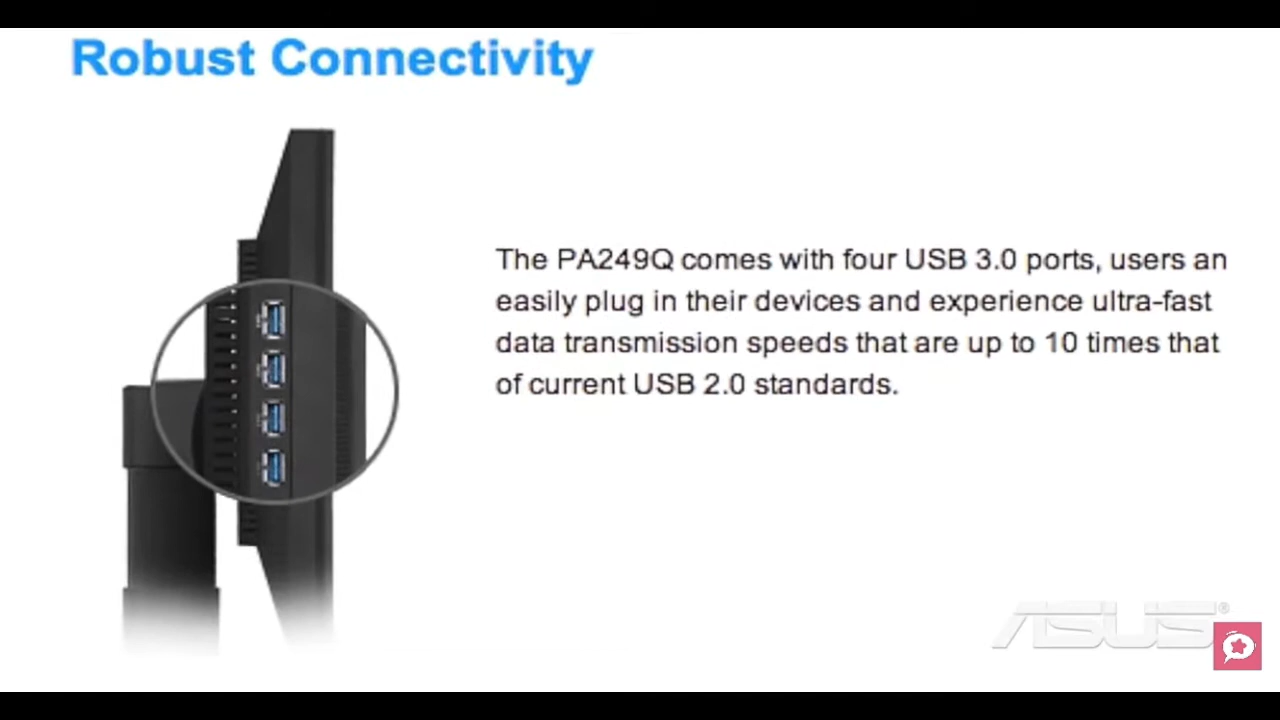 Robust Connectivity
The PA249Q comes with four USB 3.0 ports, users an
easily plug in their devices and experience ultra-fast
data transmission speeds that are up to 10 times that
of current USB 2.0 standards.
ASUS®